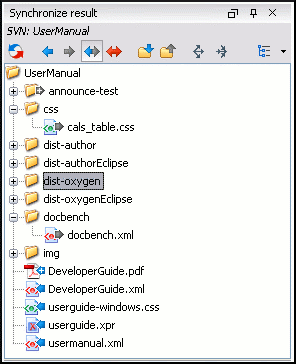 Synchronize result
SVN: UserManual
UserManual
announce-test
css
cals_table.css
dist-author
dist-authorEclipse
dist-oxygen
dist-oxygenEclipse
docbench
docbench.xml
img
DeveloperGuide.pdf
DeveloperGuide.xml
userguide-windows.css
userguide.xpr
usermanual.xml